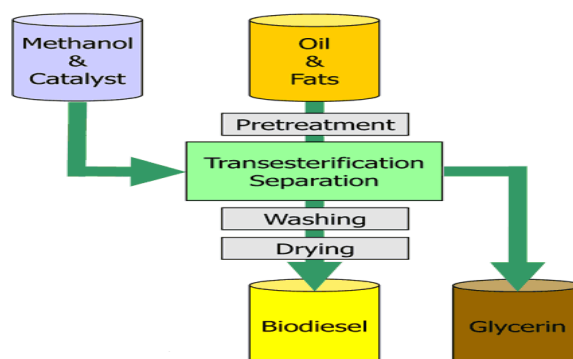 Methanol
&
Catalyst
Oil
&
Fats
Pretreatment
Transesterification
Separation
Washing
Drying
Biodiesel
Glycerin